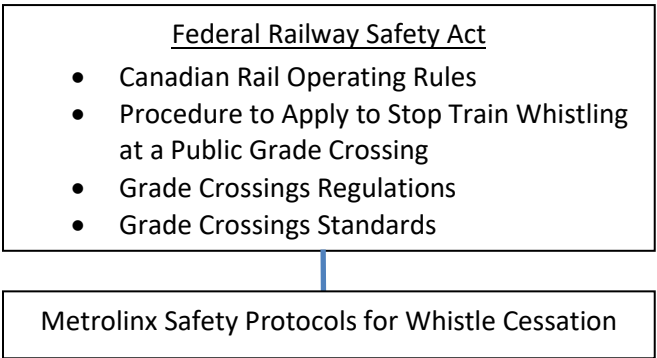 Federal Railway Safety Act
• Canadian Rail Operating Rules
• Procedure to Apply to Stop Train Whistling
at a Public Grade Crossing
• Grade Crossings Regulations
• Grade Crossings Standards
Metrolinx Safety Protocols for Whistle Cessation